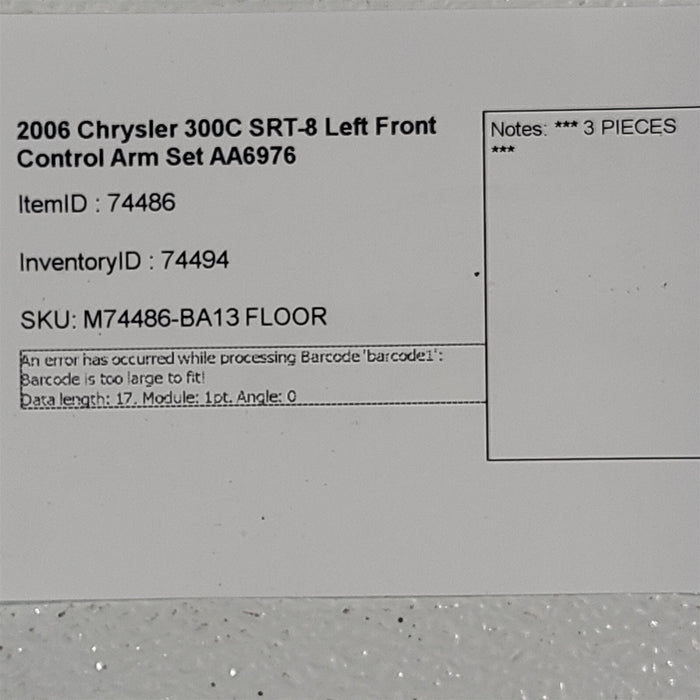 2006 Chrysler 300C SRT-8 Left Front
Control Arm Set AA6976
ItemID : 74486
InventoryID : 74494
SKU: M74486-BA13 FLOOR
An error has occurred while processing Barcode 'barcode1':
Barcode is too large to fit!
Data length: 17, Module: 1pt. Angle: 0
Notes: *** 3 PIECES
***